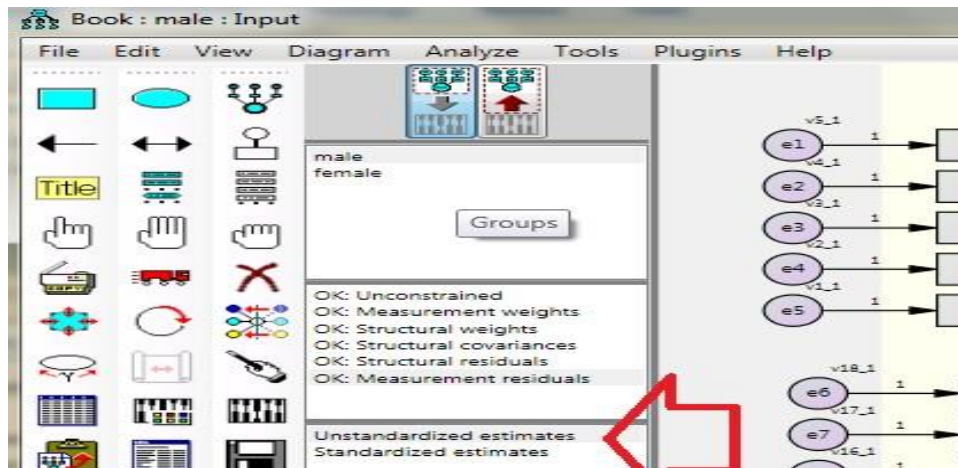 Book : male : Input
File Edit View Diagram Analyze Tools Plugins Help
Title
male
female
Groups
OK: Unconstrained
OK: Measurement weights
OK: Structural weights
OK: Structural covariances
OK: Structural residuals
OK: Measurement residuals
Unstandardized estimates
Standardized estimates
v5_1
e1 1
v4_1
e2 1
v3_1
e3 1
v2_1
e4 1
v1_1
e5 1
v18_1
e6 1
v17_1
e7 1
v16_1
1